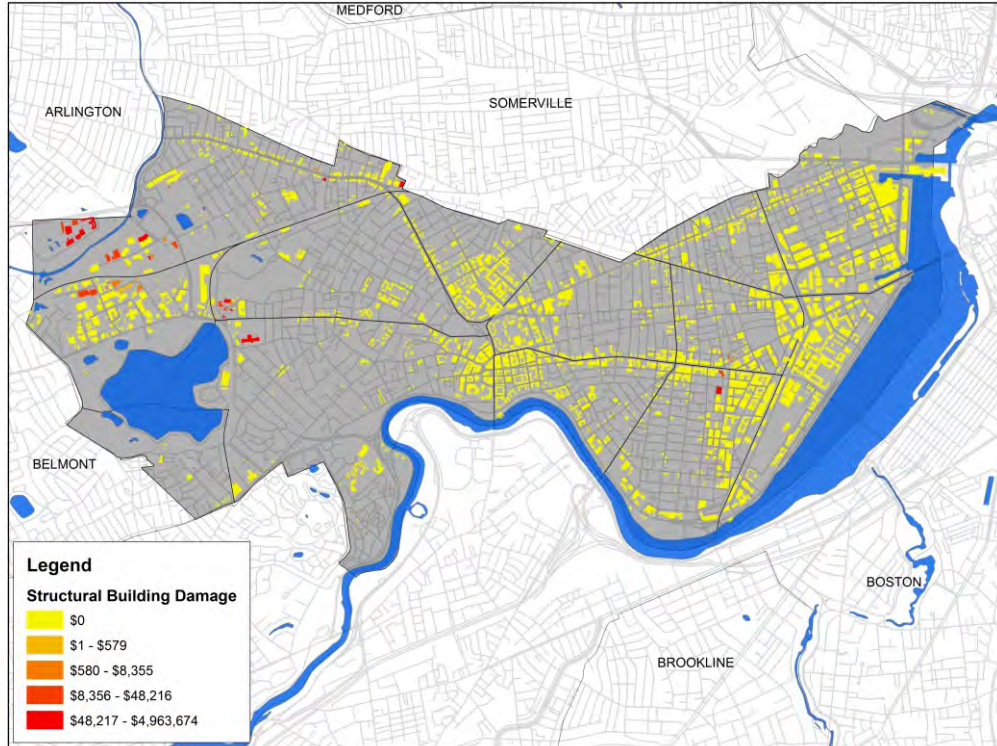 MEDFORD
ARLINGTON
SOMERVILLE
BELMONT
BOSTON
BROOKLINE
Legend
Structural Building Damage
$0
$1 - $579
$580 - $8,355
$8,356 - $48,216
$48,217 - $4,963,674